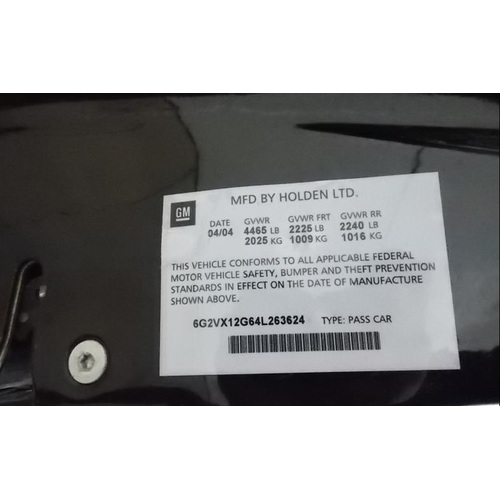 MFD BY HOLDEN LTD.
GM
DATE GVWR GVWR FRT GVWR RR
04/04 4465 LB 2225 LB 2240 LB
2025 KG 1009 KG 1016 KG
THIS VEHICLE CONFORMS TO ALL APPLICABLE FEDERAL
MOTOR VEHICLE SAFETY, BUMPER AND THEFT PREVENTION
STANDARDS IN EFFECT ON THE DATE OF MANUFACTURE
SHOWN ABOVE.
6G2VX12G64L263624 TYPE: PASS CAR